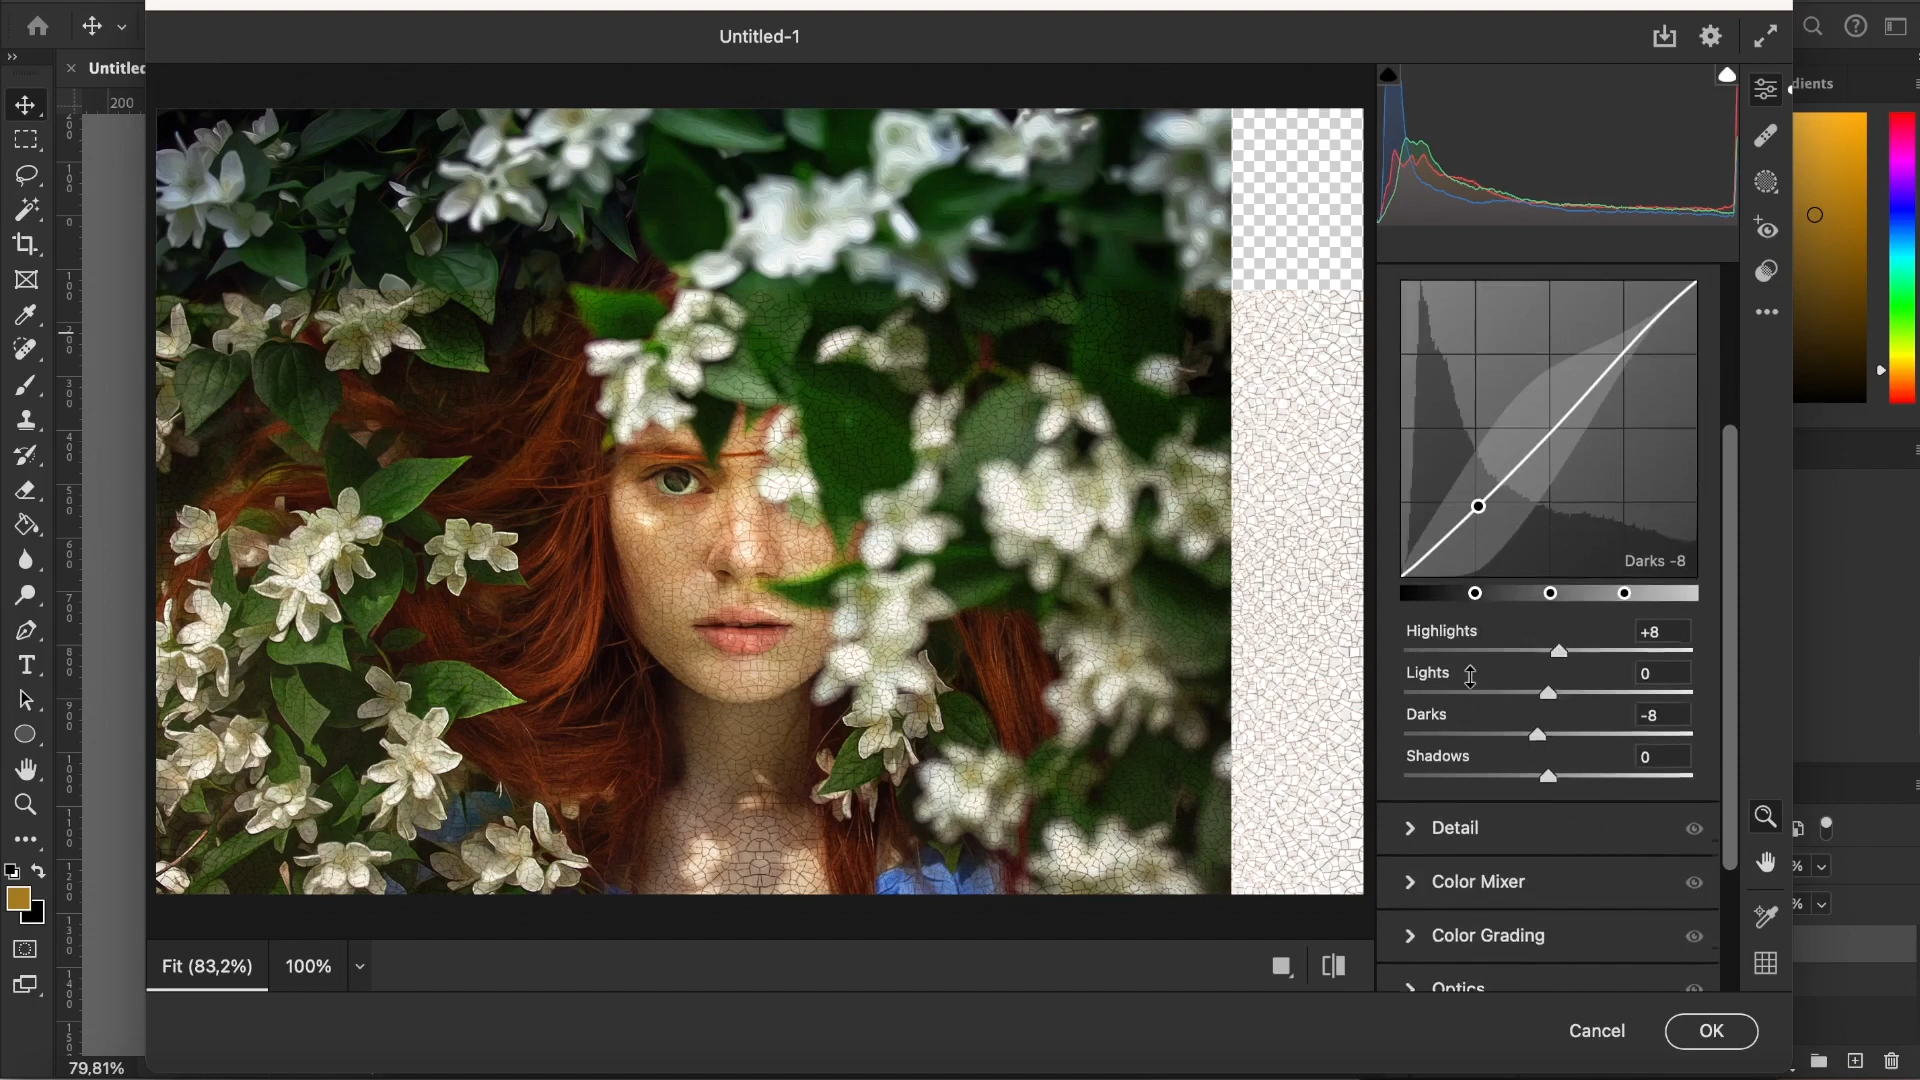 Untitled-1
Untitled
200
dients
Darks -8
Highlights
+8
Lights
0
Darks
-8
Shadows
0
Detail
Color Mixer
Color Grading
Optics
Fit (83,2%)
100%
Cancel
OK
79,81%
%
%